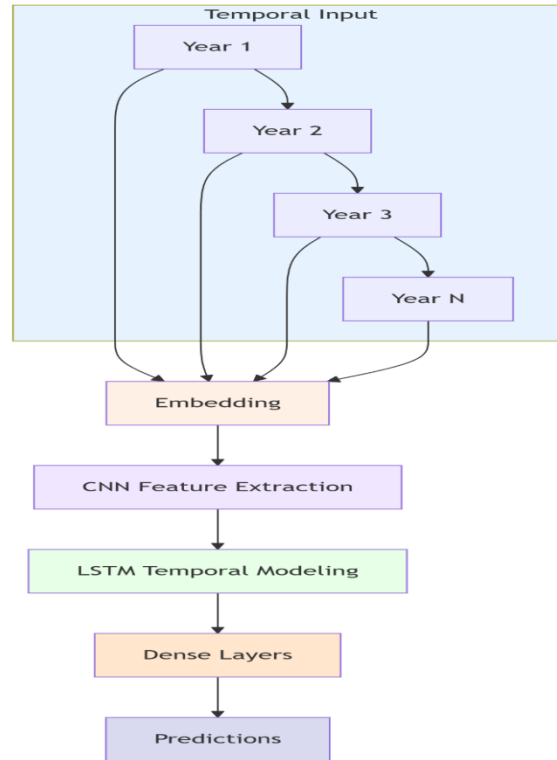 Temporal Input
Year 1
Year 2
Year 3
Year N
Embedding
CNN Feature Extraction
LSTM Temporal Modeling
Dense Layers
Predictions